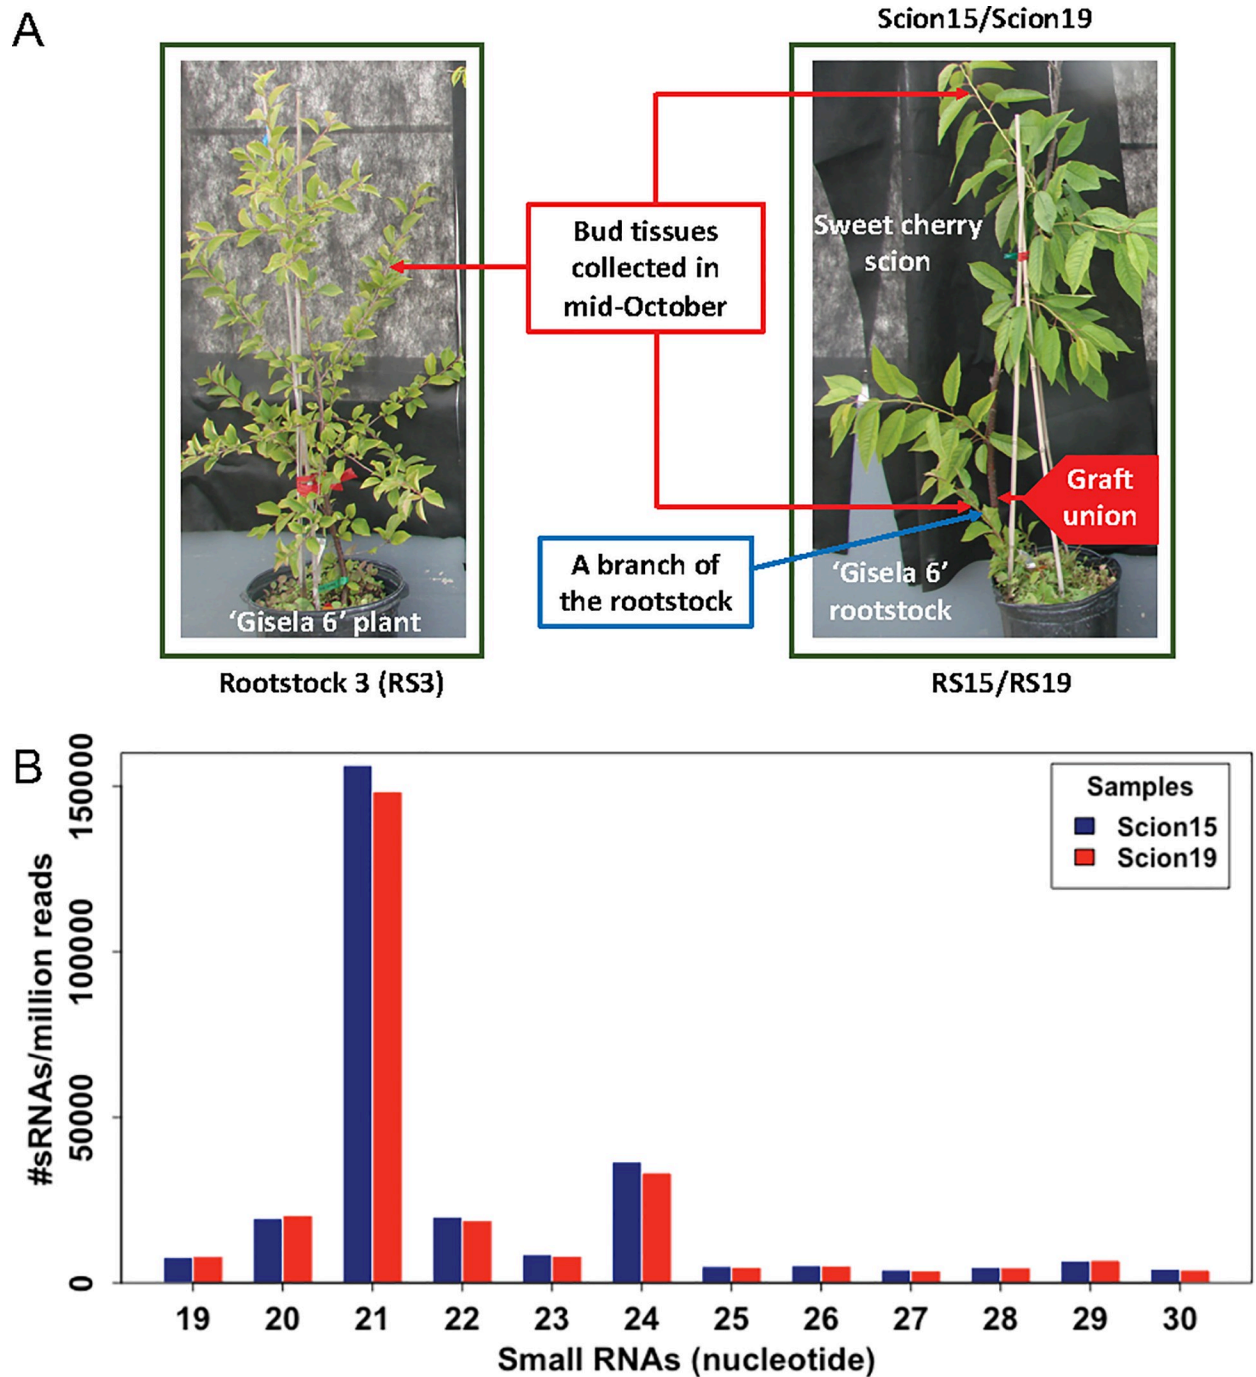 A
Scion15/Scion19
Bud tissues
collected in
mid-October
Sweet cherry
scion
Graft
union
A branch of
the rootstock
'Gisela 6'
rootstock
'Gisela 6' plant
Rootstock 3 (RS3)
RS15/RS19
B
#sRNAs/million reads
150000
100000
50000
0
Samples
Scion15
Scion19
19 20 21 22 23 24 25 26 27 28 29 30
Small RNAs (nucleotide)